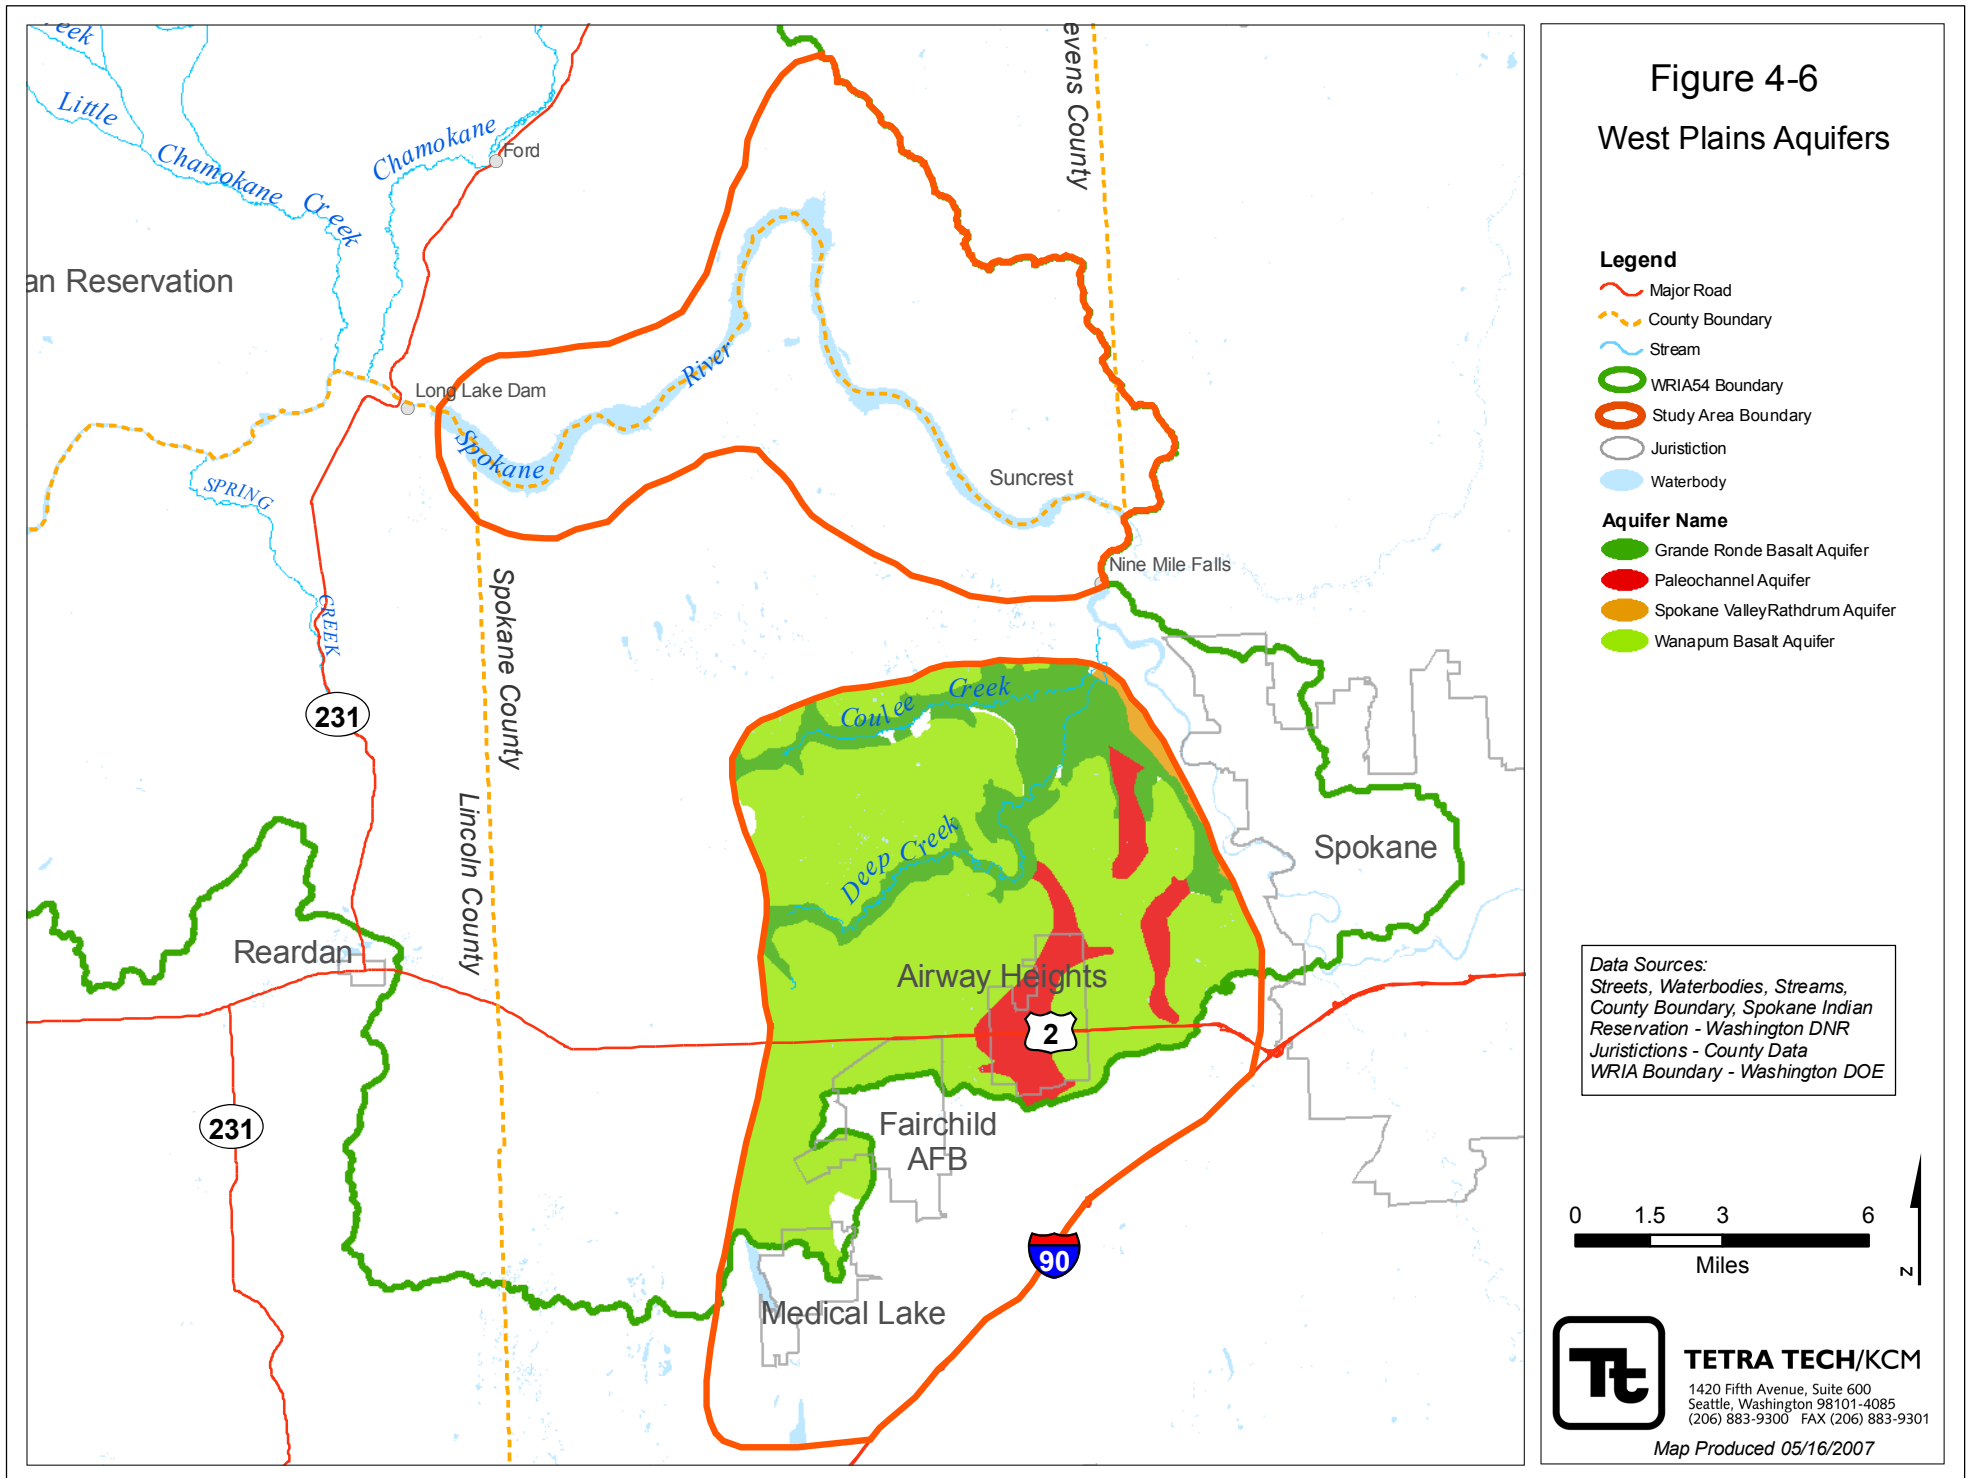 eek
Little
Chamokane
Creek
Chamokane
Ford
evens County
an Reservation
River
Long Lake Dam
Spokane
Suncrest
SPRING
CREEK
Nine Mile Falls
Spokane County
Lincoln County
231
Coulee Creek
Deep Creek
Spokane
Reardan
Airway Heights
2
Fairchild
AFB
231
90
Medical Lake
Figure 4-6
West Plains Aquifers
Legend
Major Road
County Boundary
Stream
WRIA54 Boundary
Study Area Boundary
Juristiction
Waterbody
Aquifer Name
Grande Ronde Basalt Aquifer
Paleochannel Aquifer
Spokane ValleyRathdrum Aquifer
Wanapum Basalt Aquifer
Data Sources:
Streets, Waterbodies, Streams,
County Boundary, Spokane Indian
Reservation - Washington DNR
Juristictions - County Data
WRIA Boundary - Washington DOE
0 1.5 3 6
Miles
N
Tt
TETRA TECH/KCM
1420 Fifth Avenue, Suite 600
Seattle, Washington 98101-4085
(206) 883-9300 FAX (206) 883-9301
Map Produced 05/16/2007